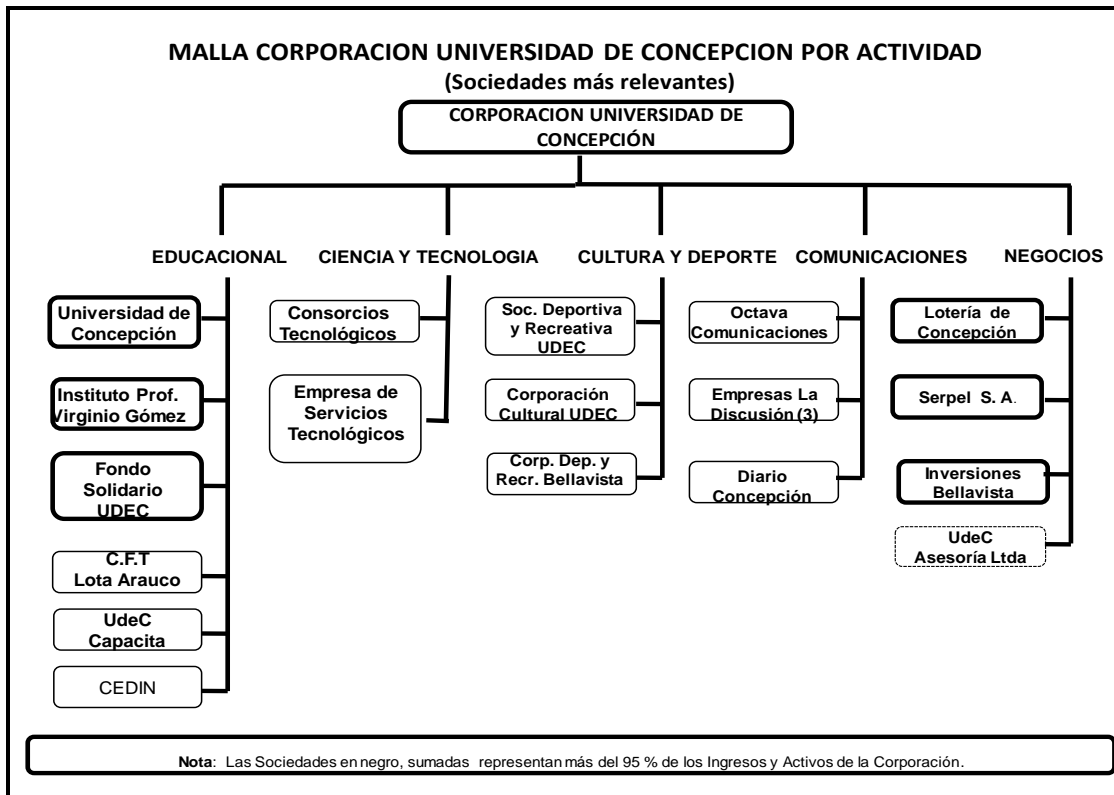 MALLA CORPORACION UNIVERSIDAD DE CONCEPCION POR ACTIVIDAD
(Sociedades más relevantes)
CORPORACION UNIVERSIDAD DE
CONCEPCIÓN
EDUCACIONAL
CIENCIA Y TECNOLOGIA
CULTURA Y DEPORTE
COMUNICACIONES
NEGOCIOS
Universidad de
Concepción
Instituto Prof.
Virginio Gómez
Fondo
Solidario
UDEC
C.F.T
Lota Arauco
UdeC
Capacita
CEDIN
Consorcios
Tecnológicos
Empresa de
Servicios
Tecnológicos
Soc. Deportiva
y Recreativa
UDEC
Corporación
Cultural UDEC
Corp. Dep. y
Recr. Bellavista
Octava
Comunicaciones
Empresas La
Discusión (3)
Diario
Concepción
Lotería de
Concepción
Serpel S. A.
Inversiones
Bellavista
UdeC
Asesoría Ltda
Nota: Las Sociedades en negro, sumadas representan más del 95 % de los Ingresos y Activos de la Corporación.